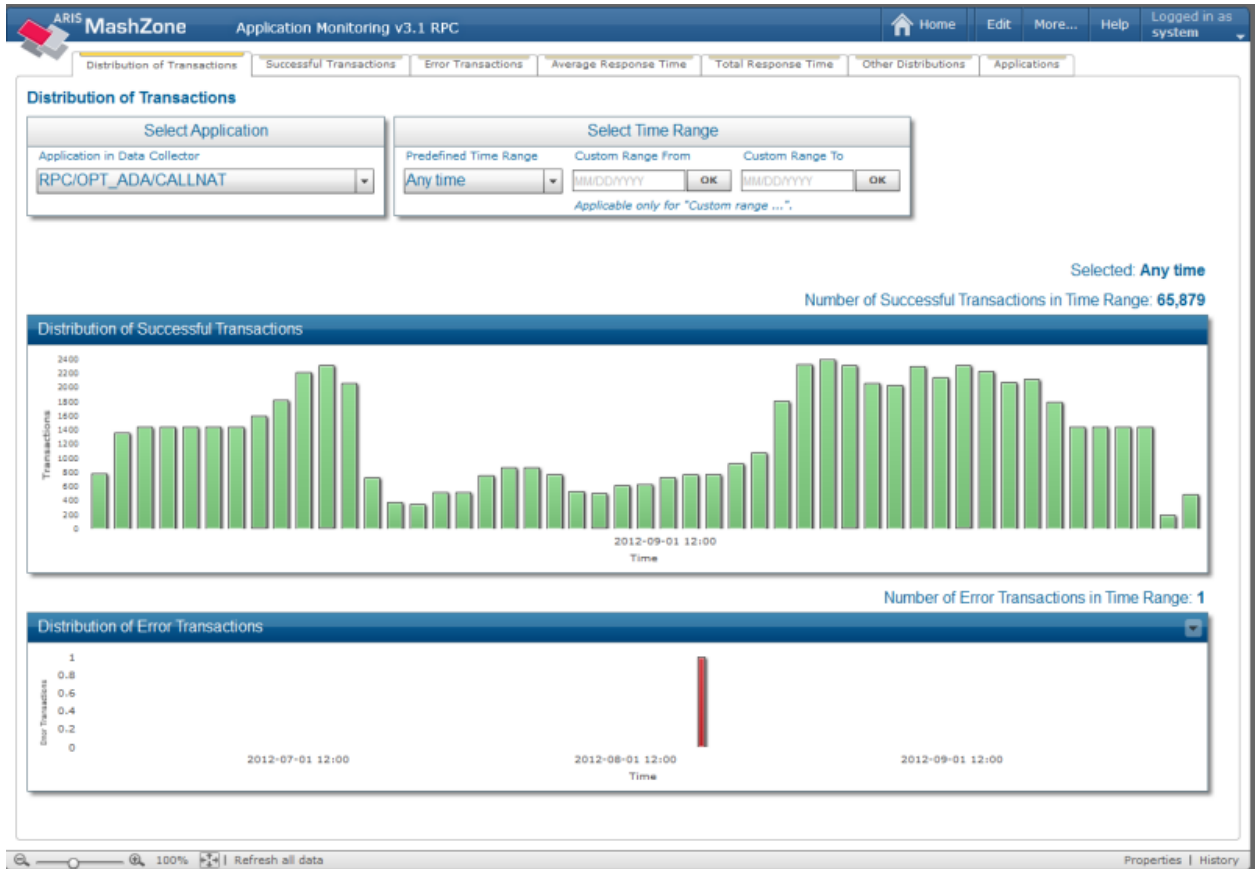 ARIS MashZone Application Monitoring v3.1 RPC Home Edit More... Help Logged in as system
Distribution of Transactions Successful Transactions Error Transactions Average Response Time Total Response Time Other Distributions Applications
Distribution of Transactions
Select Application
Application in Data Collector
RPC/OPT_ADA/CALLNAT
Select Time Range
Predefined Time Range Custom Range From Custom Range To
Any time MM/DD/YYYY OK MM/DD/YYYY OK
Applicable only for "Custom range ...".
Selected: Any time
Number of Successful Transactions in Time Range: 65,879
Distribution of Successful Transactions
Transactions
2400
2200
2000
1800
1600
1400
1200
1000
800
600
400
200
0
2012-09-01 12:00
Time
Number of Error Transactions in Time Range: 1
Distribution of Error Transactions
Error Transactions
1
0.8
0.6
0.4
0.2
0
2012-07-01 12:00 2012-08-01 12:00 2012-09-01 12:00
Time
100% | Refresh all data Properties | History